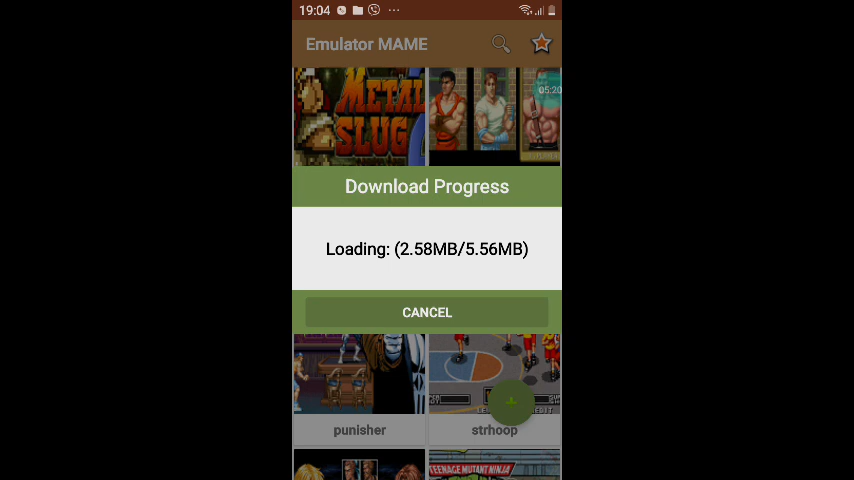 19:04
Emulator MAME
METAL
SLUG
05:20
Download Progress
Loading: (2.58MB/5.56MB)
CANCEL
punisher
strhoop
TEENAGE MUTANT NINJA